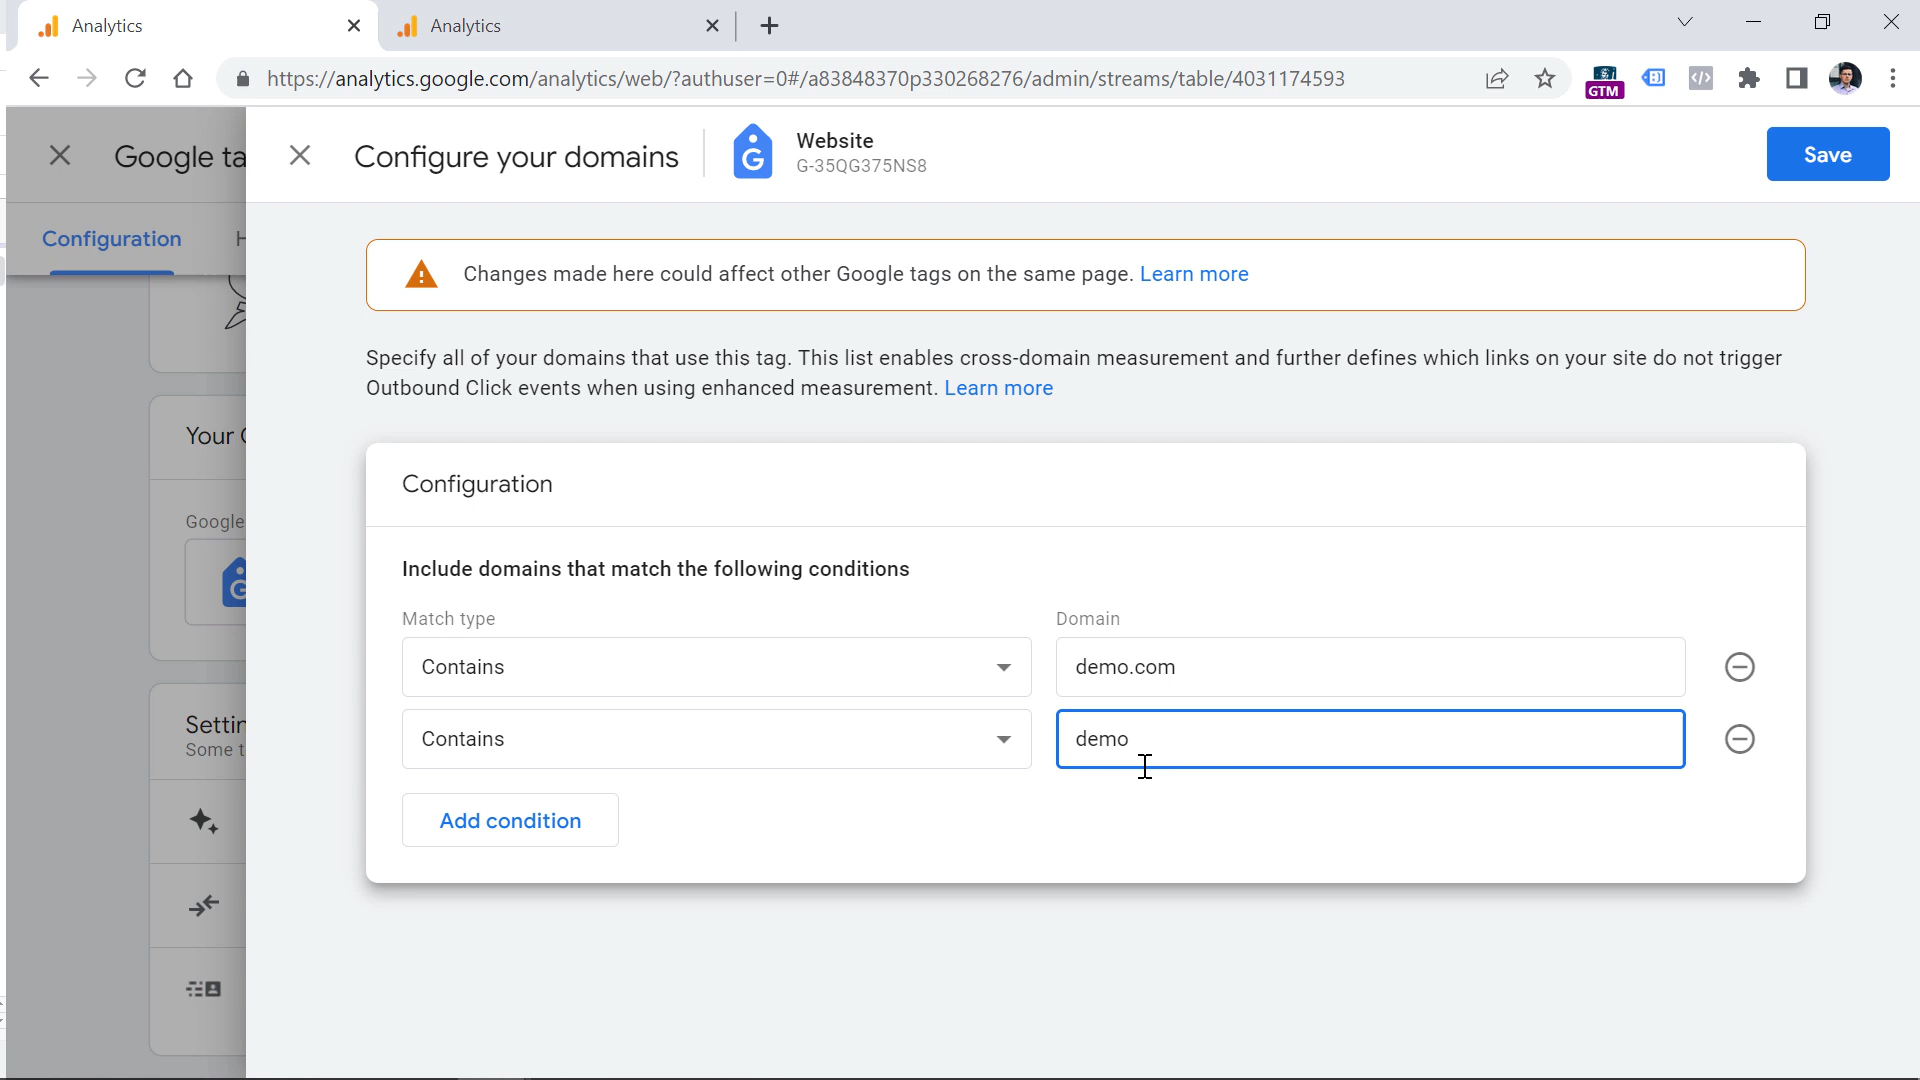 Analytics
Analytics
https://analytics.google.com/analytics/web/?authuser=0#/a83848370p330268276/admin/streams/table/4031174593
GTM
Google ta
Configure your domains
Website
G-35QG375NS8
Save
Configuration
H
Changes made here could affect other Google tags on the same page. Learn more
Specify all of your domains that use this tag. This list enables cross-domain measurement and further defines which links on your site do not trigger
Outbound Click events when using enhanced measurement. Learn more
Your G
Configuration
Google
Include domains that match the following conditions
Match type
Domain
Contains
demo.com
Settin
Some t
Contains
demo
Add condition